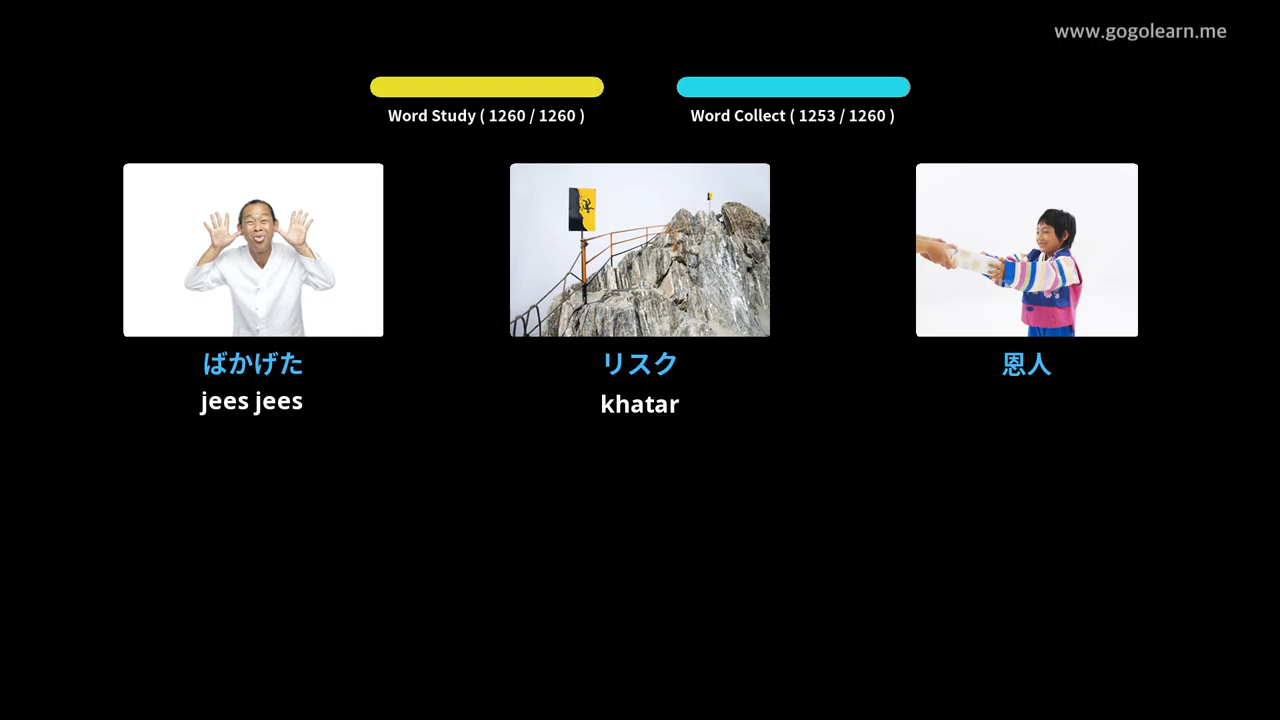 www.gogolearn.me
Word Study ( 1260 / 1260 )
Word Collect ( 1253 / 1260 )
ばかげた
リスク
恩人
jees jees
khatar